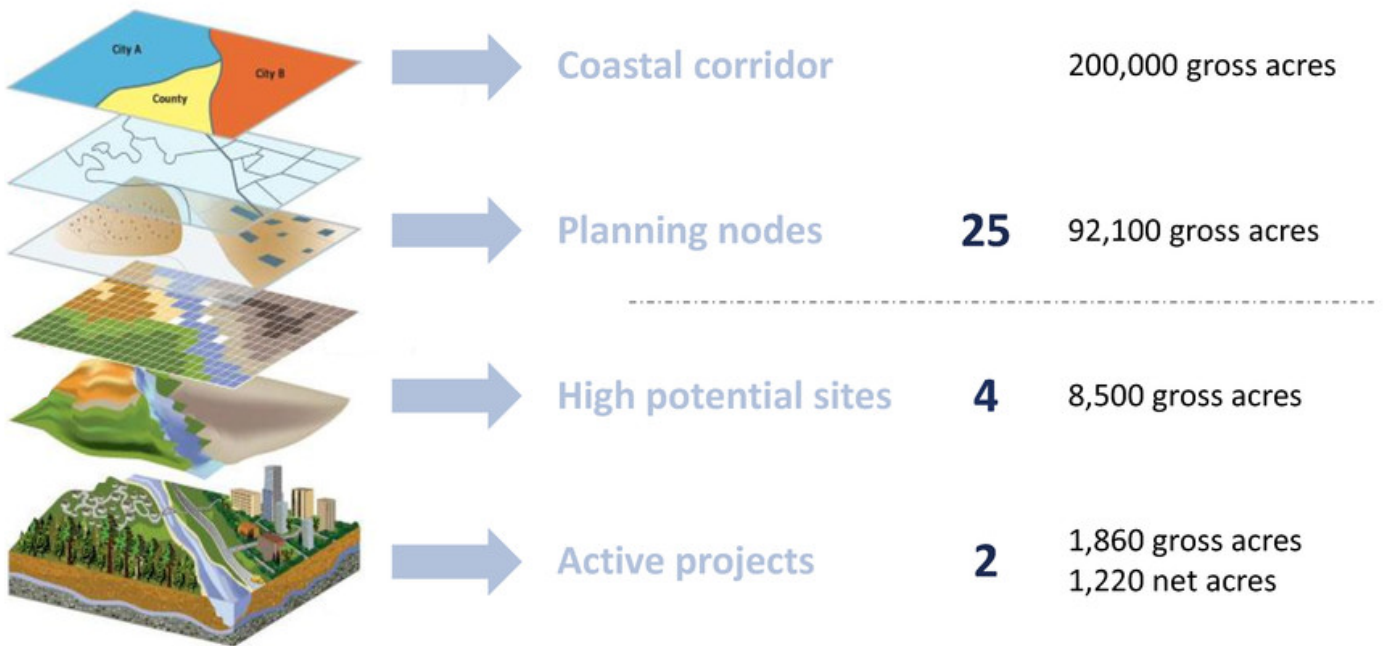 City A
City B
County
Coastal corridor
200,000 gross acres
Planning nodes
25
92,100 gross acres
High potential sites
4
8,500 gross acres
Active projects
2
1,860 gross acres
1,220 net acres